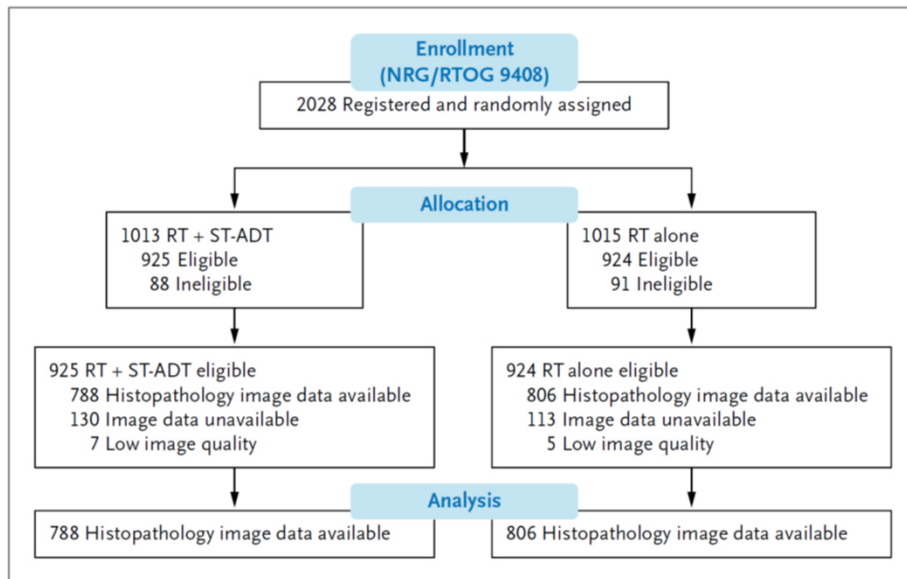 Enrollment
(NRG/RTOG 9408)
2028 Registered and randomly assigned
Allocation
1013 RT + ST-ADT
925 Eligible
88 Ineligible
1015 RT alone
924 Eligible
91 Ineligible
925 RT + ST-ADT eligible
788 Histopathology image data available
130 Image data unavailable
7 Low image quality
924 RT alone eligible
806 Histopathology image data available
113 Image data unavailable
5 Low image quality
Analysis
788 Histopathology image data available
806 Histopathology image data available